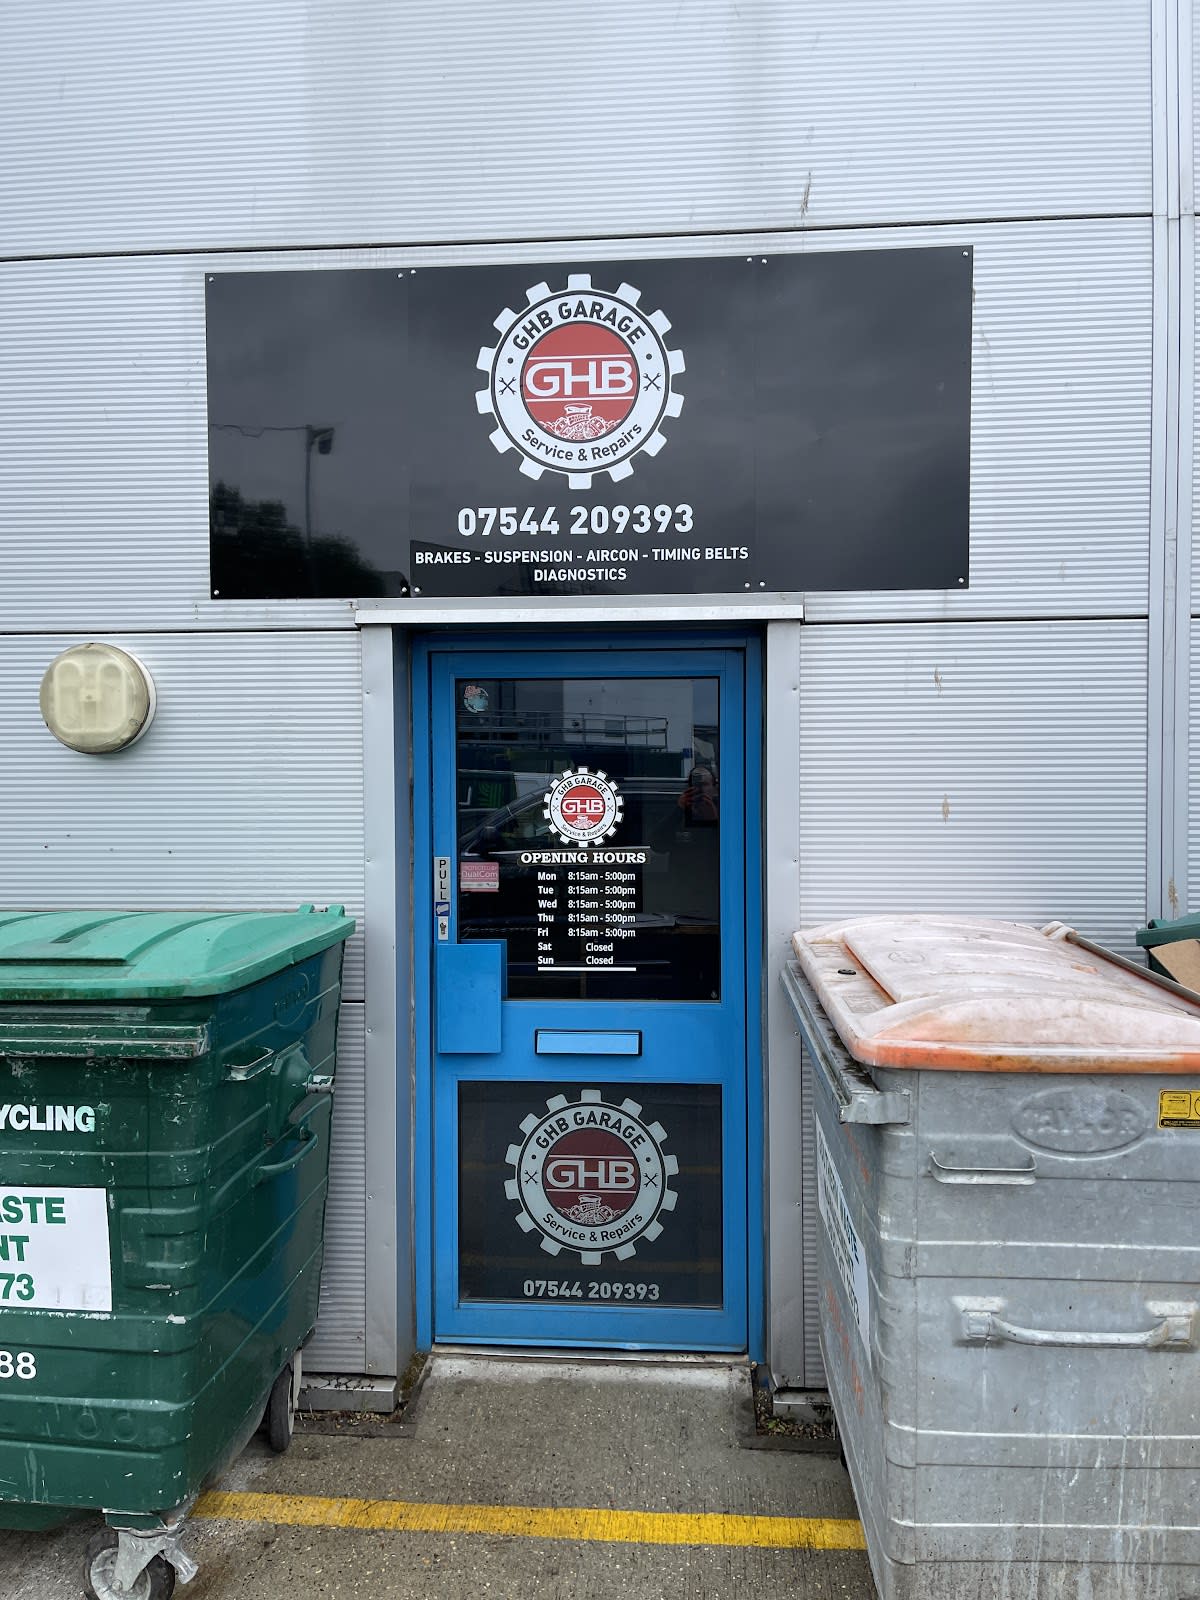 GHB GARAGE
GHB
Service & Repairs
07544 209393
BRAKES - SUSPENSION - AIRCON - TIMING BELTS
DIAGNOSTICS
GHB GARAGE
GHB
Service & Repairs
OPENING HOURS
Mon 8:15am - 5:00pm
Tue 8:15am - 5:00pm
Wed 8:15am - 5:00pm
Thu 8:15am - 5:00pm
Fri 8:15am - 5:00pm
Sat Closed
Sun Closed
PULL
DualCom
GHB GARAGE
GHB
Service & Repairs
07544 209393
YCLING
ASTE
NT
73
88
TAYLOR